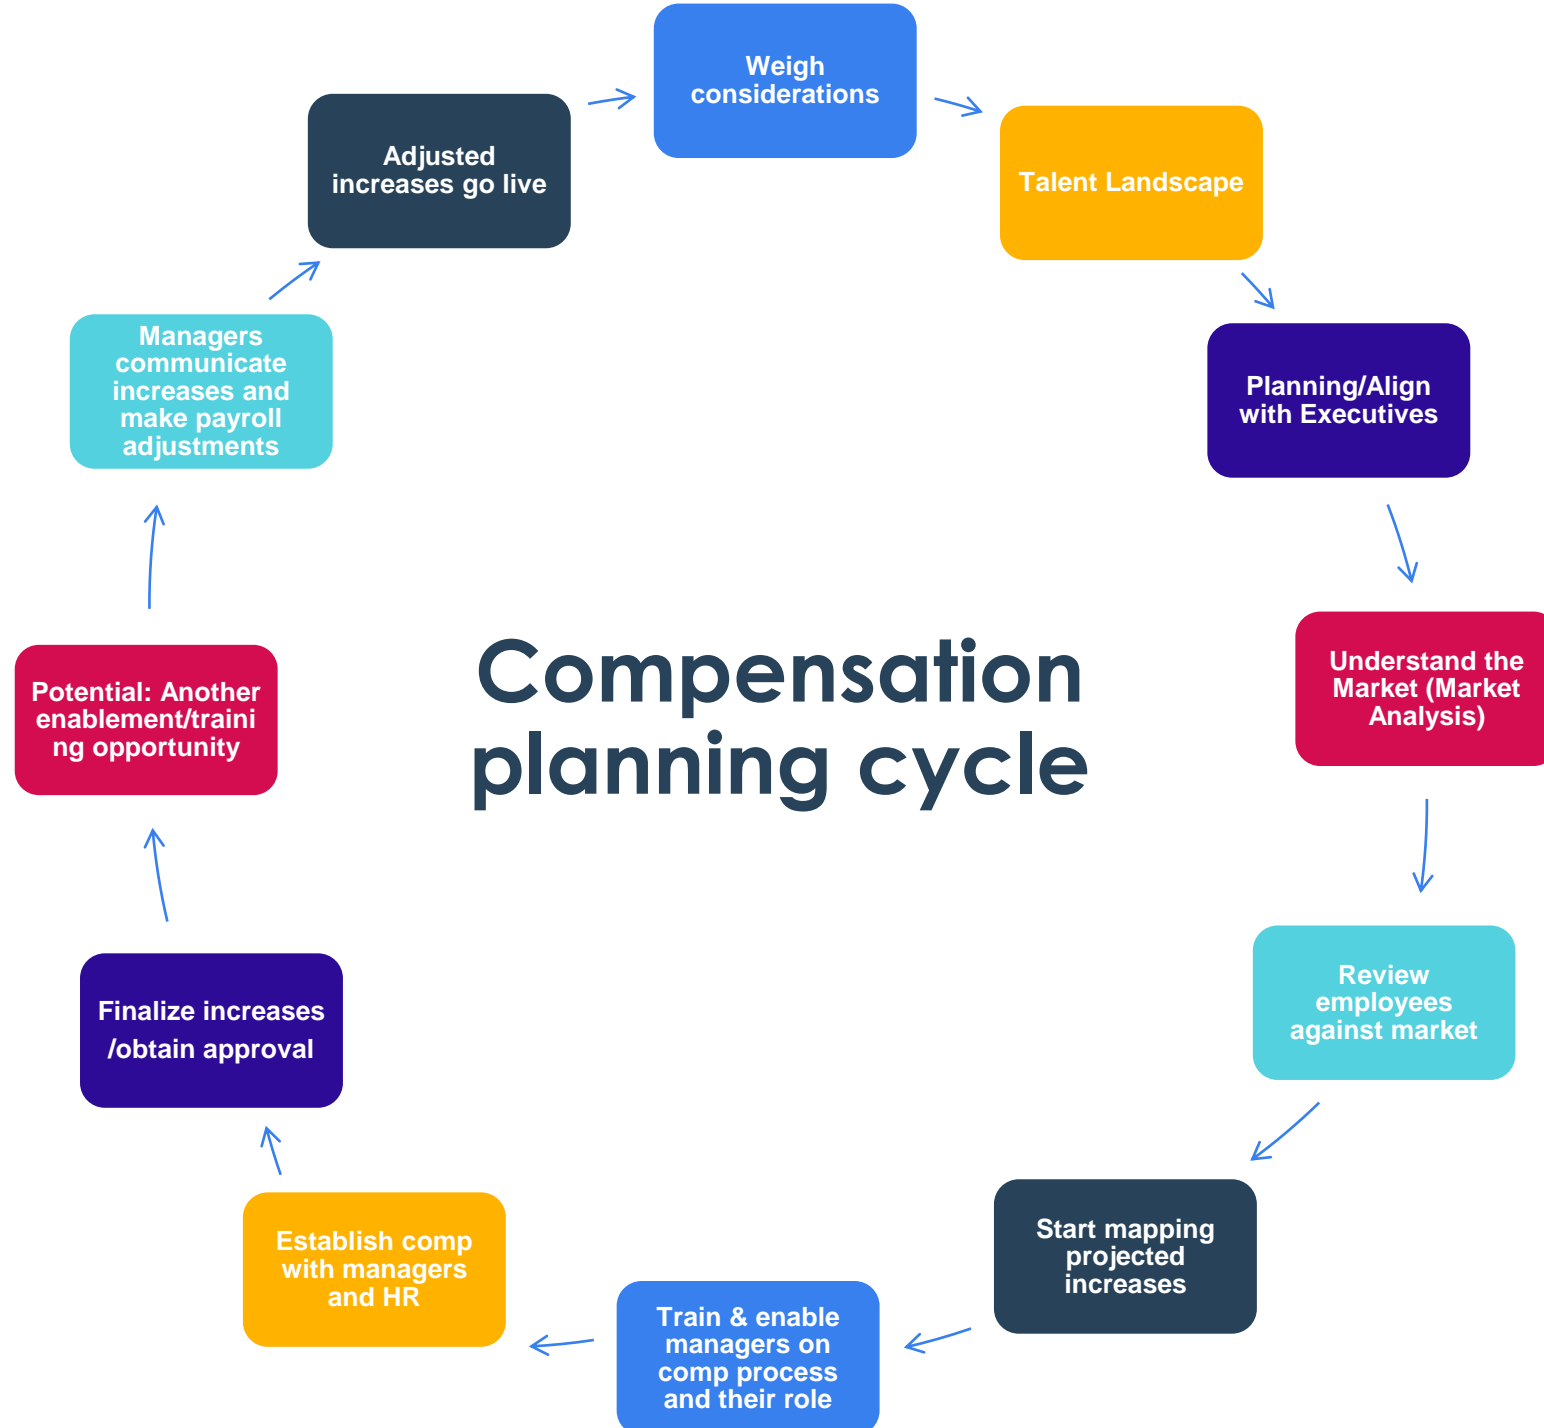 Weigh
considerations
Talent Landscape
Planning/Align
with Executives
Understand the
Market (Market
Analysis)
Review
employees
against market
Start mapping
projected
increases
Train & enable
managers on
comp process
and their role
Establish comp
with managers
and HR
Finalize increases
/obtain approval
Potential: Another
enablement/traini
ng opportunity
Managers
communicate
increases and
make payroll
adjustments
Adjusted
increases go live
Compensation
planning cycle